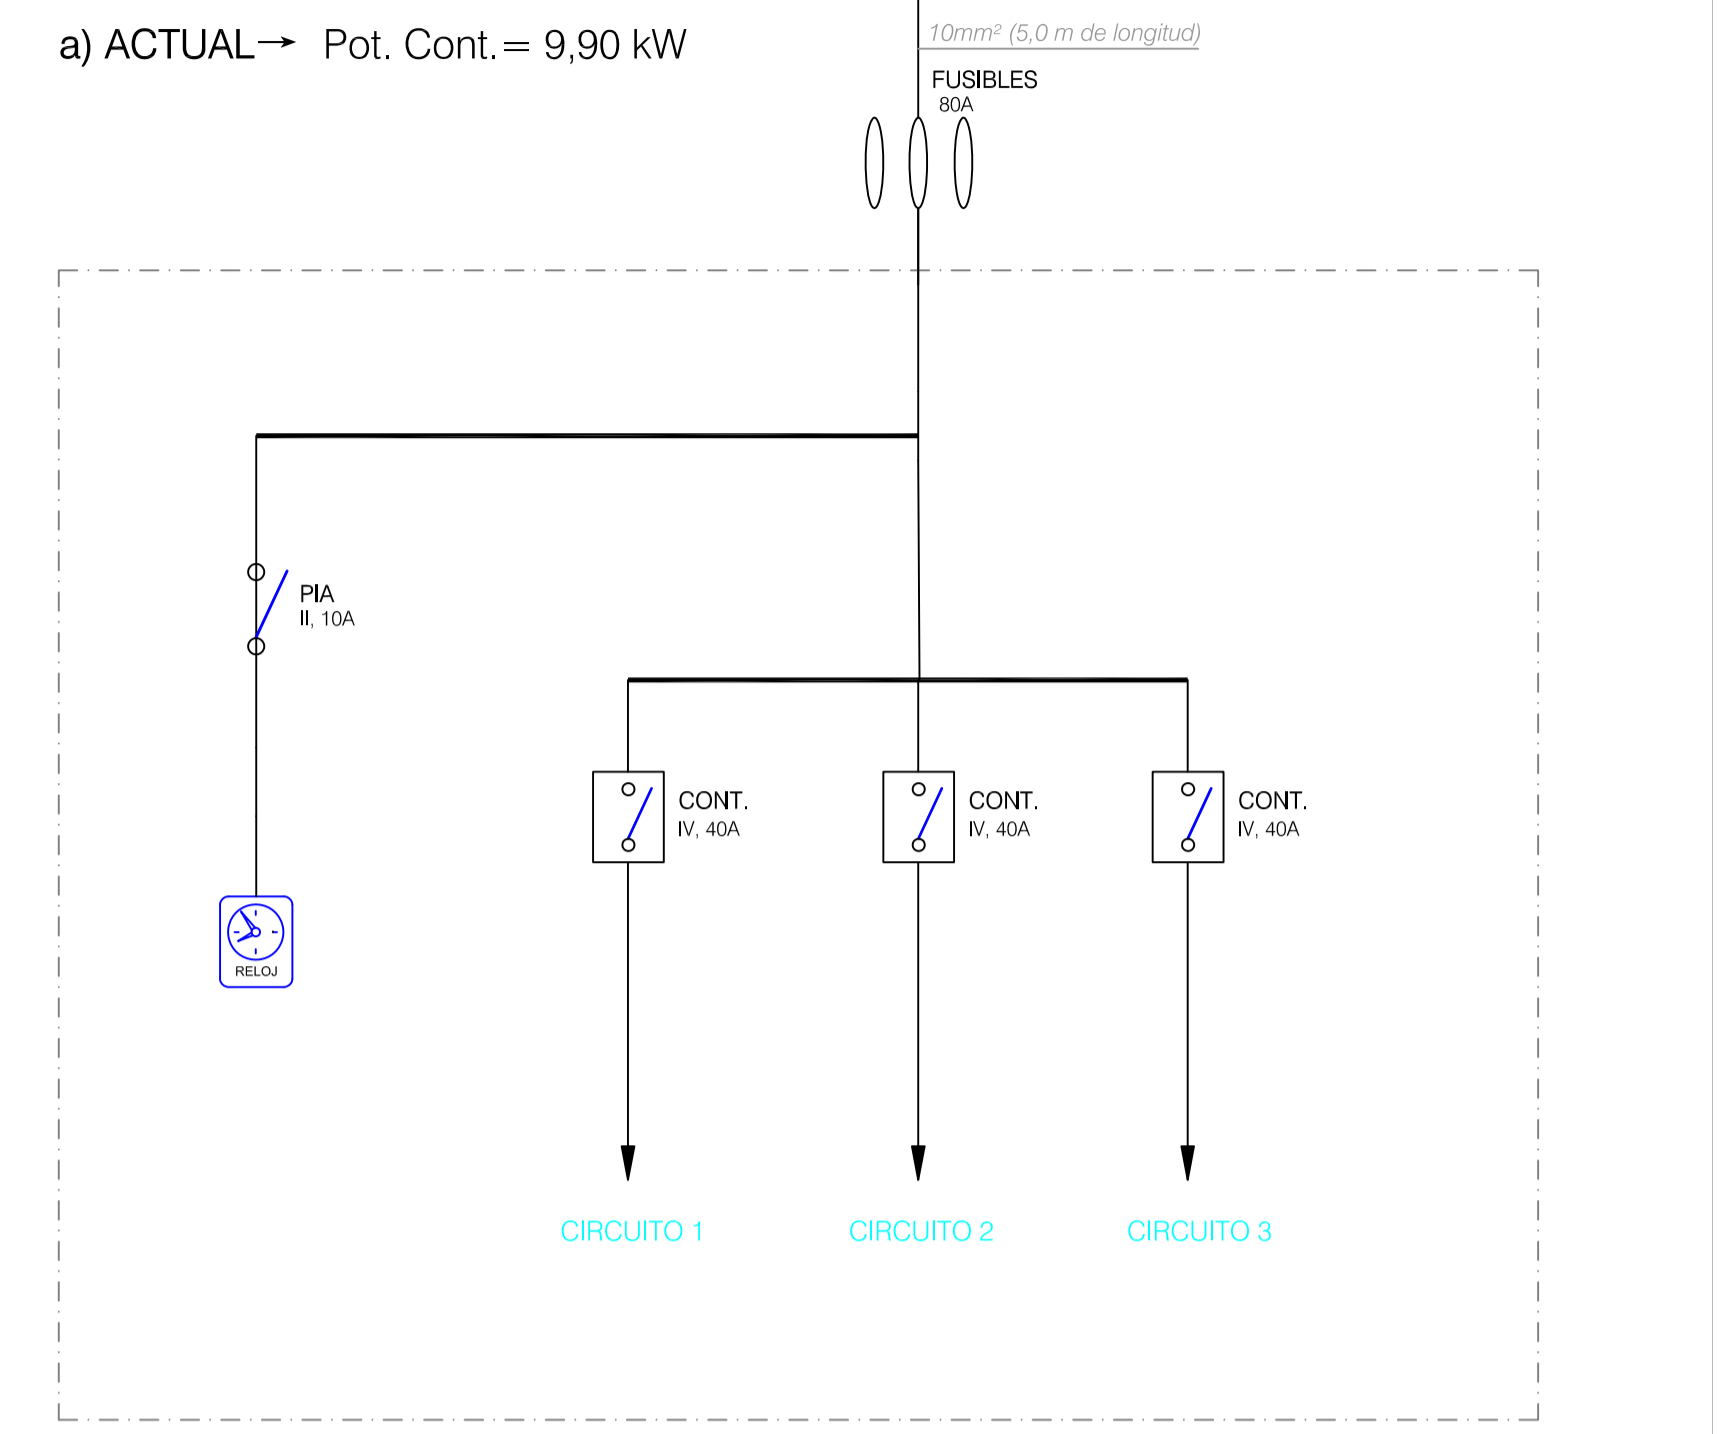 a) ACTUAL→ Pot. Cont.= 9,90 kW
10mm² (5,0 m de longitud)
FUSIBLES
80A
PIA
II, 10A
CONT.
IV, 40A
CONT.
IV, 40A
CONT.
IV, 40A
RELOJ
CIRCUITO 1
CIRCUITO 2
CIRCUITO 3